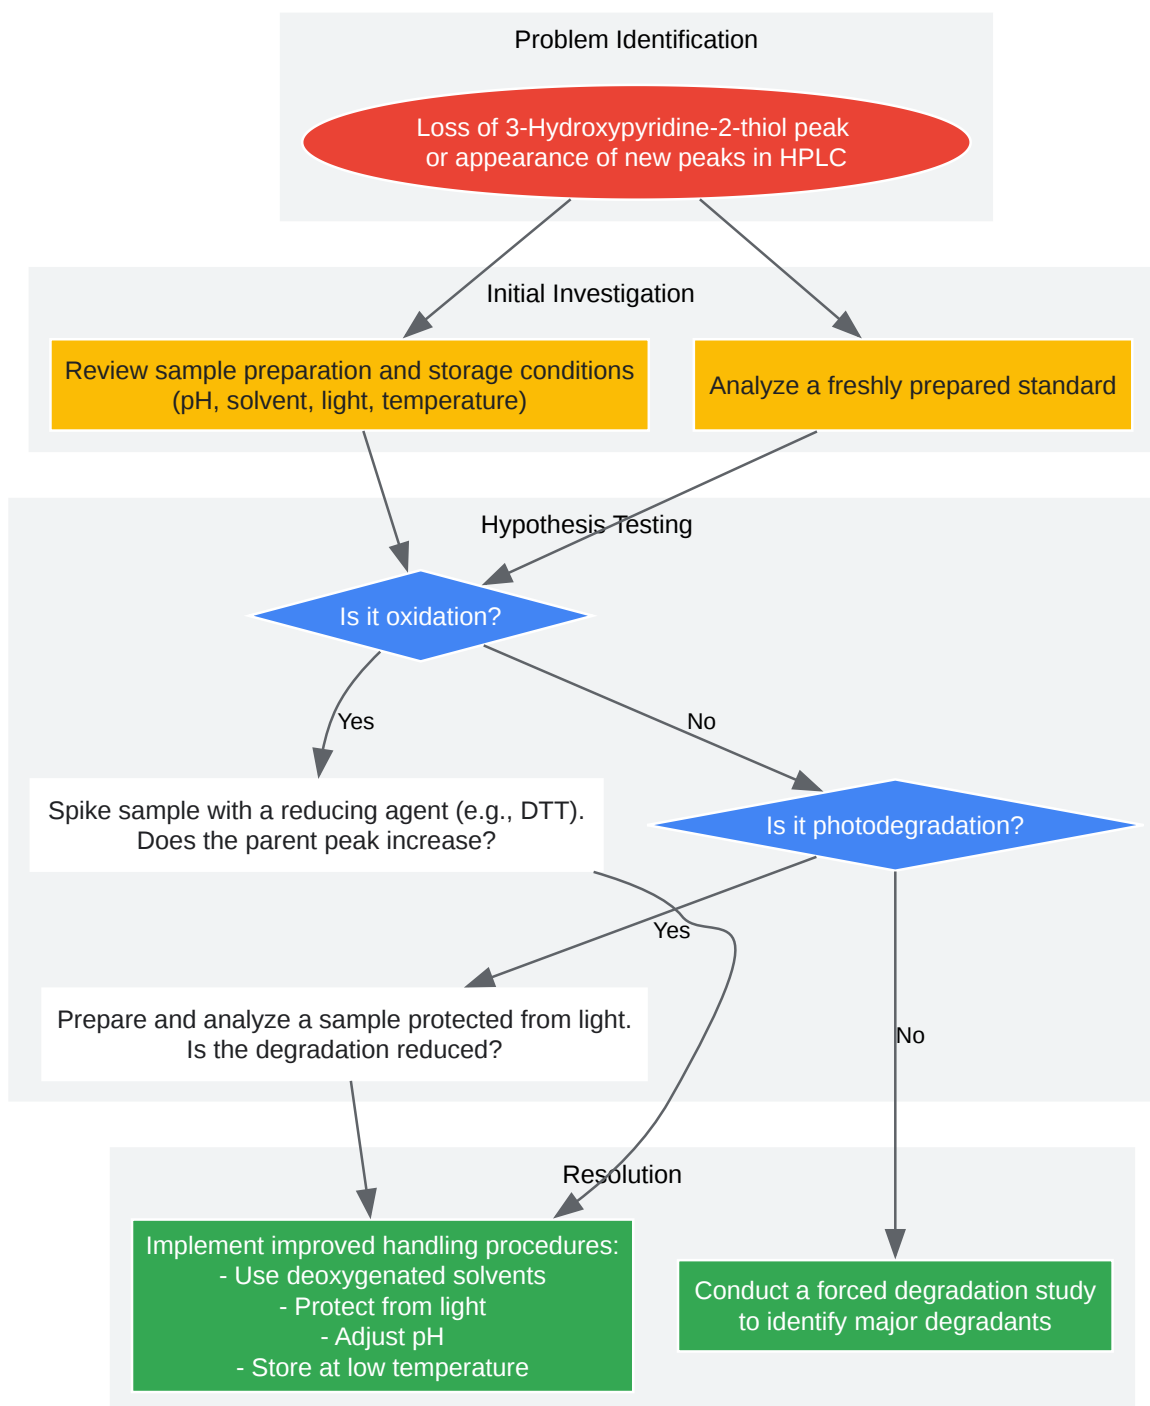 Problem Identification
Loss of 3-Hydroxypyridine-2-thiol peak
or appearance of new peaks in HPLC
Initial Investigation
Review sample preparation and storage conditions
(pH, solvent, light, temperature)
Analyze a freshly prepared standard
Hypothesis Testing
Is it oxidation?
Yes
No
Spike sample with a reducing agent (e.g., DTT).
Does the parent peak increase?
Is it photodegradation?
Yes
Prepare and analyze a sample protected from light.
Is the degradation reduced?
No
Resolution
Implement improved handling procedures:
- Use deoxygenated solvents
- Protect from light
- Adjust pH
- Store at low temperature
Conduct a forced degradation study
to identify major degradants